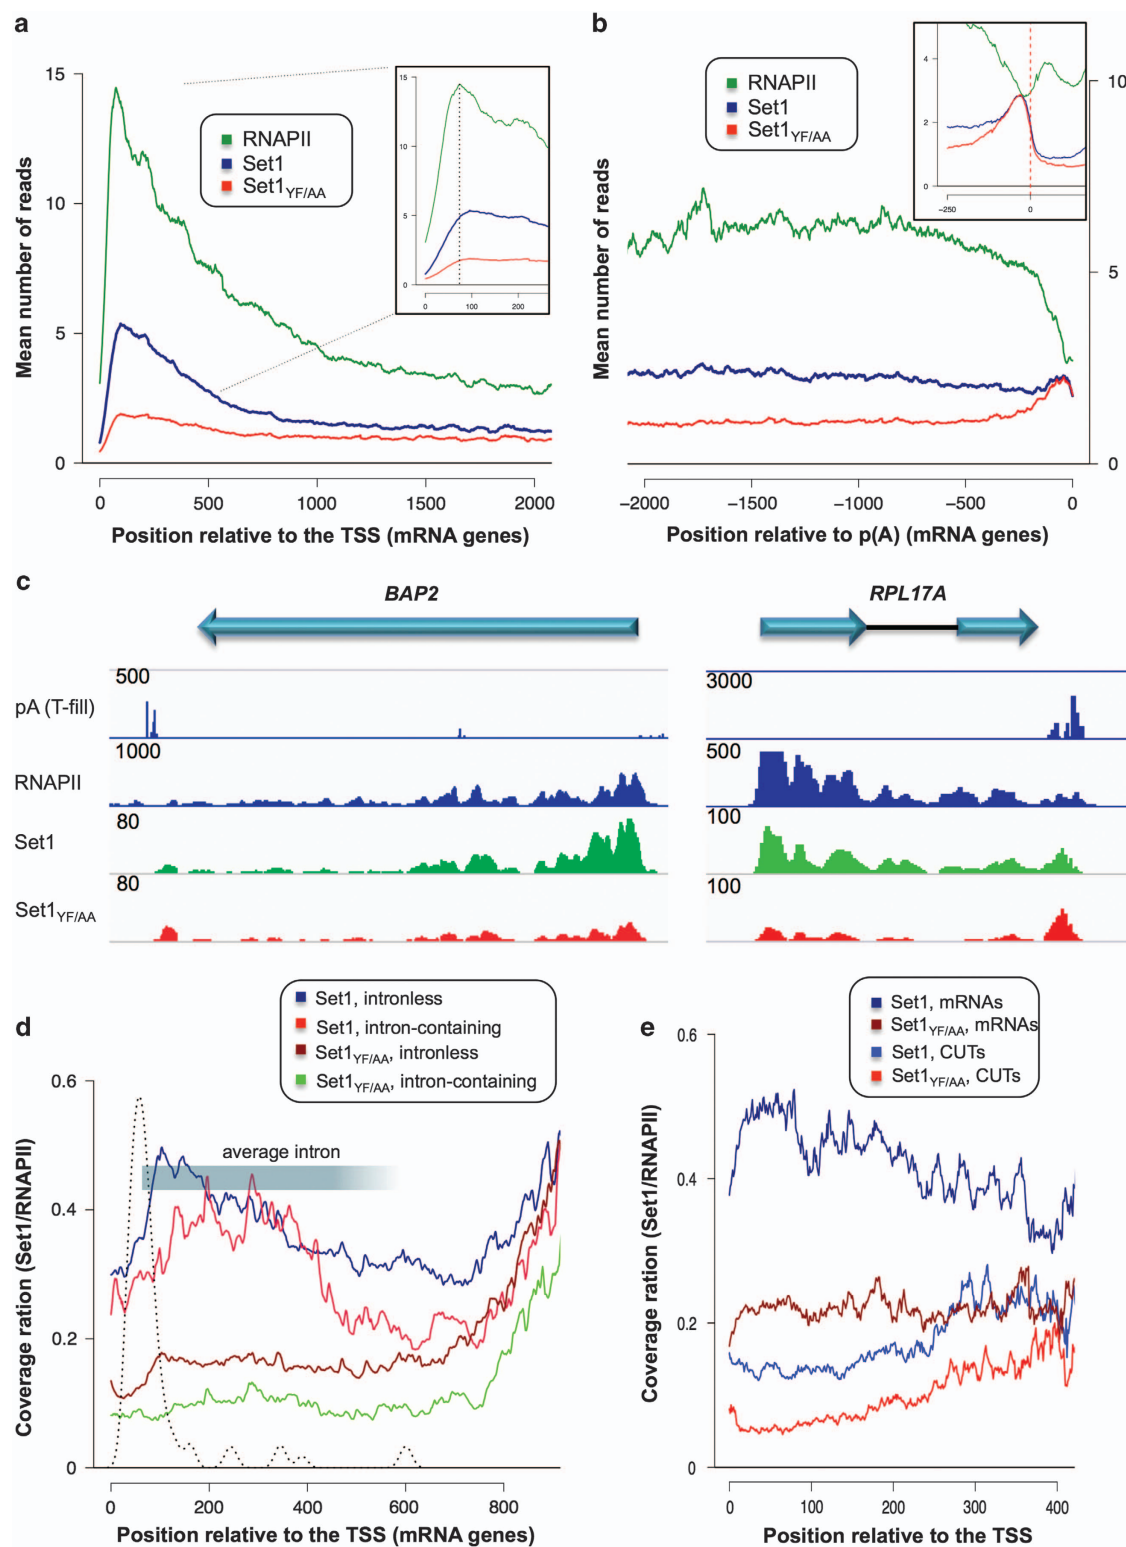 a
15
10
5
0
Mean number of reads
RNAPII
Set1
Set1YF/AA
15
10
5
0
0 100 200
0 500 1000 1500 2000
Position relative to the TSS (mRNA genes)
b
RNAPII
Set1
Set1YF/AA
Mean number of reads
4
2
0
−250 0
10
5
0
−2000 −1500 −1000 −500 0
Position relative to p(A) (mRNA genes)
c
BAP2
RPL17A
pA (T-fill)
500
3000
RNAPII
1000
500
Set1
80
100
Set1YF/AA
80
100
d
Set1, intronless
Set1, intron-containing
Set1YF/AA, intronless
Set1YF/AA, intron-containing
average intron
Coverage ration (Set1/RNAPII)
0.6
0.4
0.2
0
0 200 400 600 800
Position relative to the TSS (mRNA genes)
e
Set1, mRNAs
Set1YF/AA, mRNAs
Set1, CUTs
Set1YF/AA, CUTs
Coverage ration (Set1/RNAPII)
0.6
0.4
0.2
0
0 100 200 300 400
Position relative to the TSS